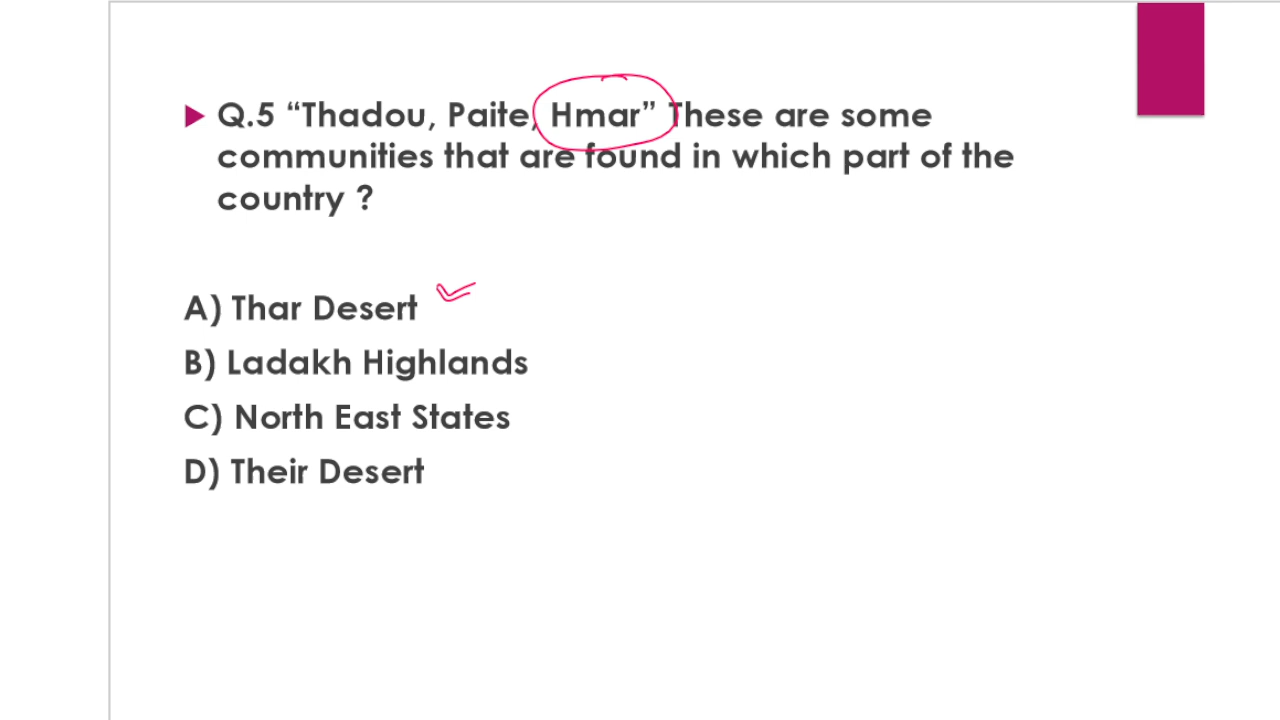 Q.5 “Thadou, Paite, Hmar” These are some
communities that are found in which part of the
country ?
A) Thar Desert
B) Ladakh Highlands
C) North East States
D) Their Desert